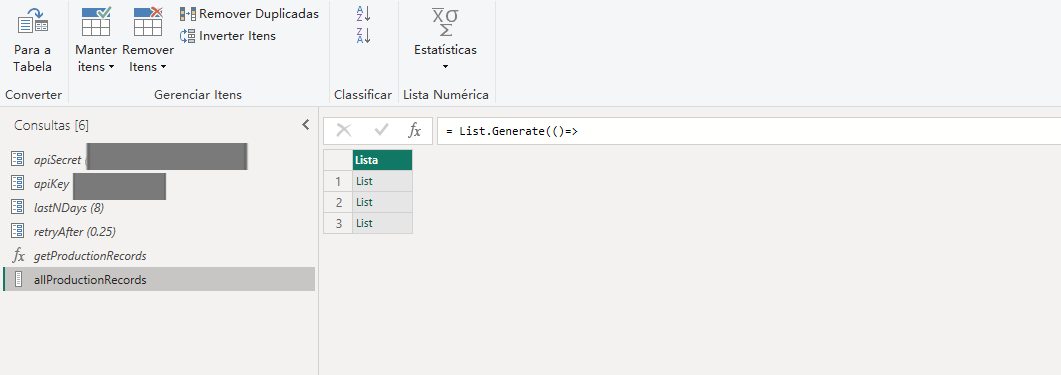 Para a
Tabela
Converter
Manter
itens
Remover
Itens
Remover Duplicadas
Inverter Itens
Gerenciar Itens
A
Z
Z
A
Classificar
X̅σ
Σ
Estatísticas
Lista Numérica
Consultas [6]
apiSecret (
apiKey
lastNDays (8)
retryAfter (0.25)
fx getProductionRecords
allProductionRecords
fx
= List.Generate(()=>
Lista
1 List
2 List
3 List